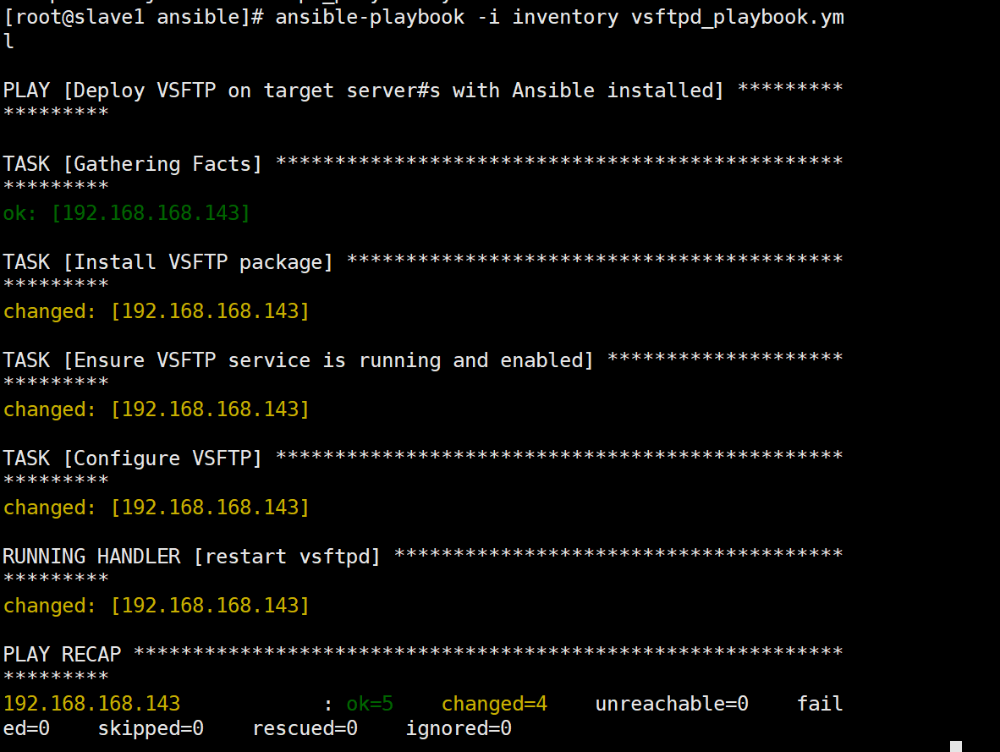 [root@slave1 ansible]# ansible-playbook -i inventory vsftpd_playbook.ym
l
PLAY [Deploy VSFTP on target server#s with Ansible installed] *********
*********
TASK [Gathering Facts] ************************************************
*********
ok: [192.168.168.143]
TASK [Install VSFTP package] ******************************************
*********
changed: [192.168.168.143]
TASK [Ensure VSFTP service is running and enabled] ********************
*********
changed: [192.168.168.143]
TASK [Configure VSFTP] ************************************************
*********
changed: [192.168.168.143]
RUNNING HANDLER [restart vsftpd] **************************************
*********
changed: [192.168.168.143]
PLAY RECAP ************************************************************
*********
192.168.168.143            : ok=5    changed=4    unreachable=0    fail
ed=0    skipped=0    rescued=0    ignored=0